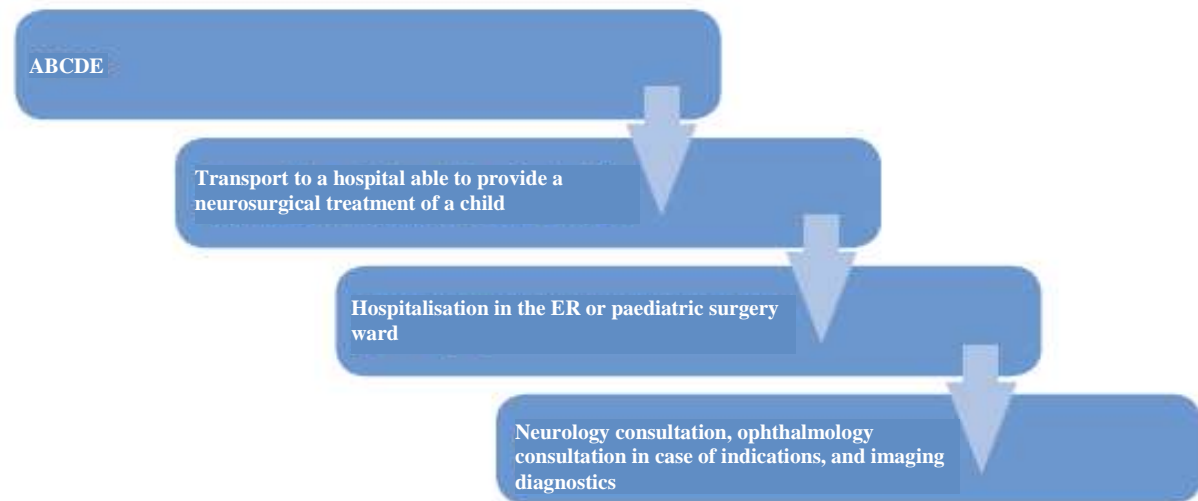 ABCDE
Transport to a hospital able to provide a
neurosurgical treatment of a child
Hospitalisation in the ER or paediatric surgery
ward
Neurology consultation, ophthalmology
consultation in case of indications, and imaging
diagnostics